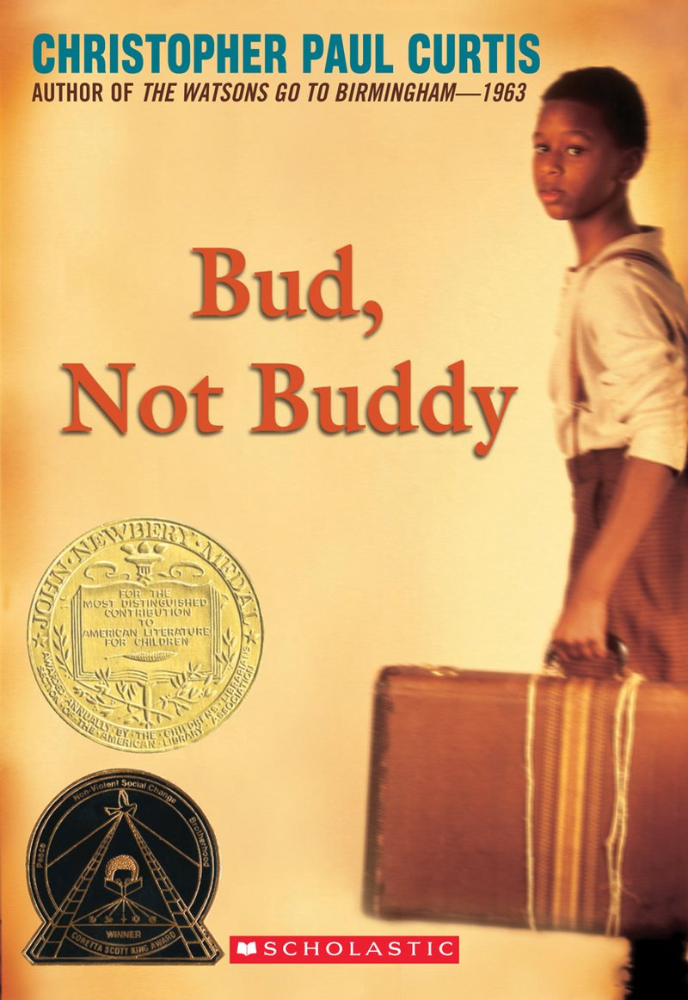 CHRISTOPHER PAUL CURTIS
AUTHOR OF THE WATSONS GO TO BIRMINGHAM—1963
Bud,
Not Buddy
JOHN · NEWBERY · MEDAL
FOR THE
MOST DISTINGUISHED
CONTRIBUTION
TO
AMERICAN LITERATURE
FOR CHILDREN
AWARDED ANNUALLY · BY · THE · CHILDREN'S · LIBRARIANS
SECTION · OF · THE · AMERICAN · LIBRARY · ASSOCIATION
Peace
Non-Violent Social Change
Brotherhood
WINNER
CORETTA SCOTT KING AWARD
SCHOLASTIC